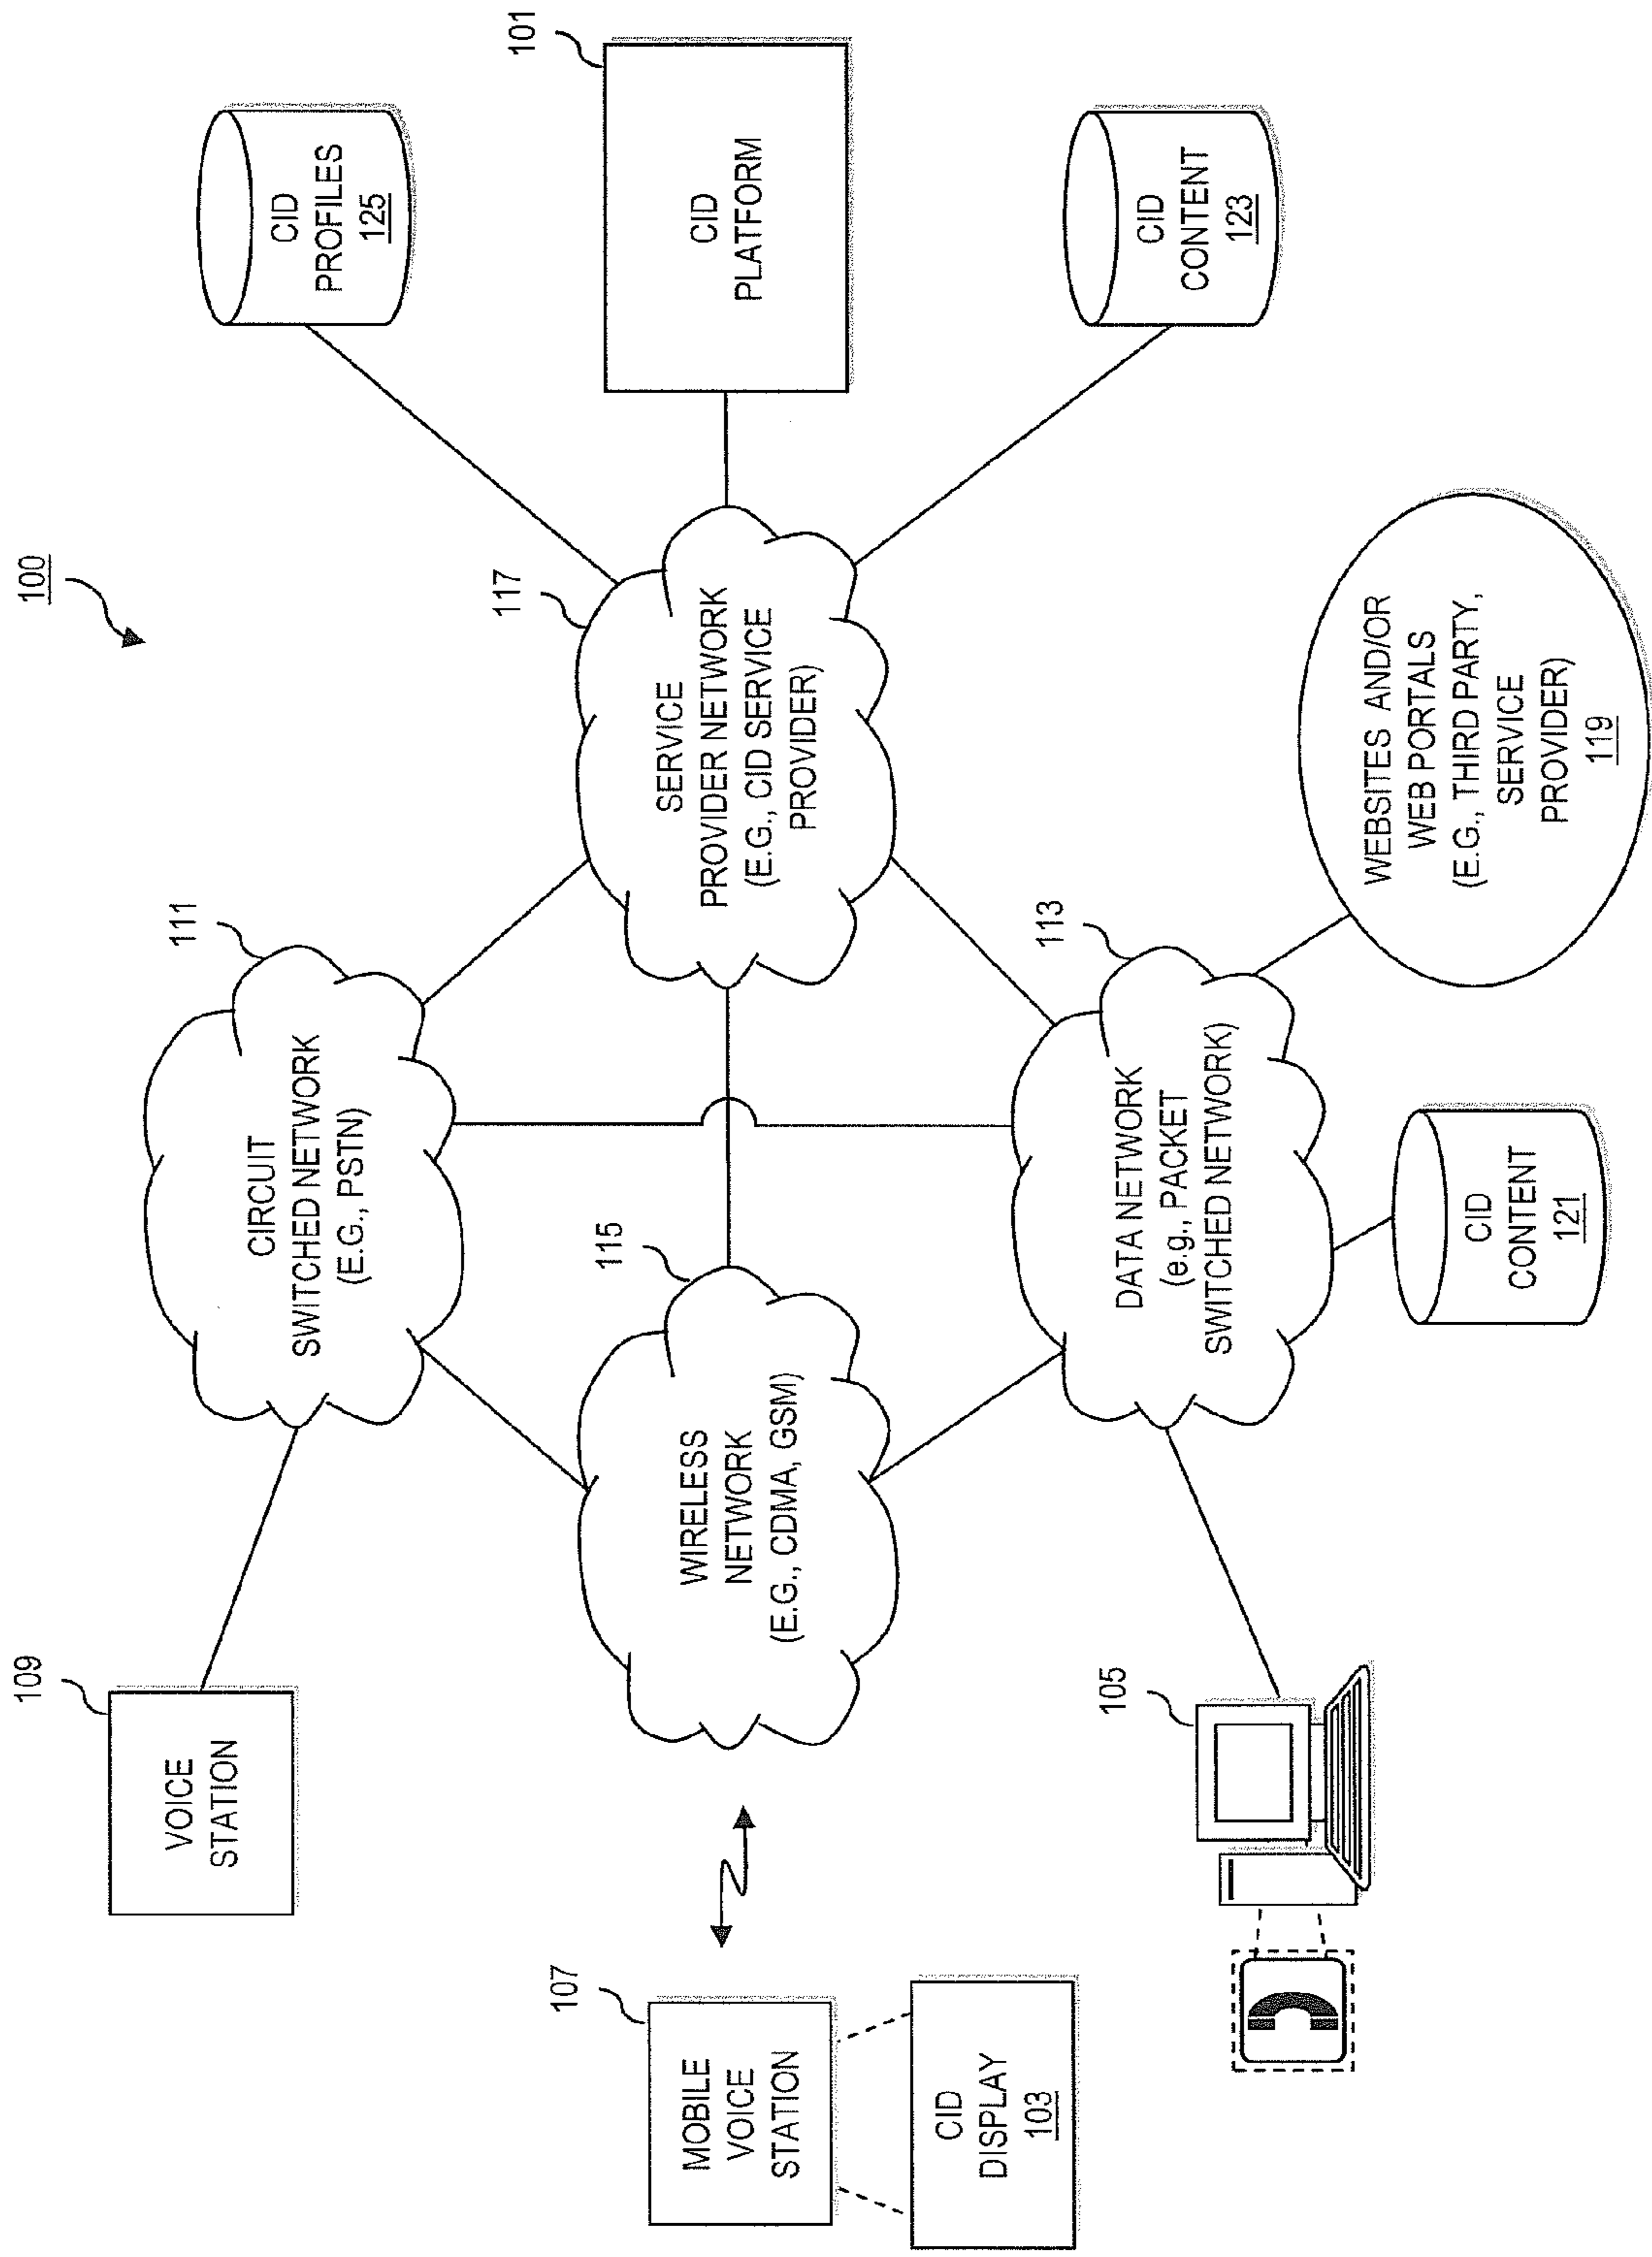 100
109
VOICE
STATION
111
CIRCUIT
SWITCHED NETWORK
(E.G., PSTN)
CID
PROFILES
125
107
MOBILE
VOICE
STATION
CID
DISPLAY
103
115
WIRELESS
NETWORK
(E.G., CDMA, GSM)
117
SERVICE
PROVIDER NETWORK
(E.G., CID SERVICE
PROVIDER)
101
CID
PLATFORM
105
113
DATA NETWORK
(e.g., PACKET
SWITCHED NETWORK)
CID
CONTENT
123
CID
CONTENT
121
WEBSITES AND/OR
WEB PORTALS
(E.G., THIRD PARTY,
SERVICE
PROVIDER)
119